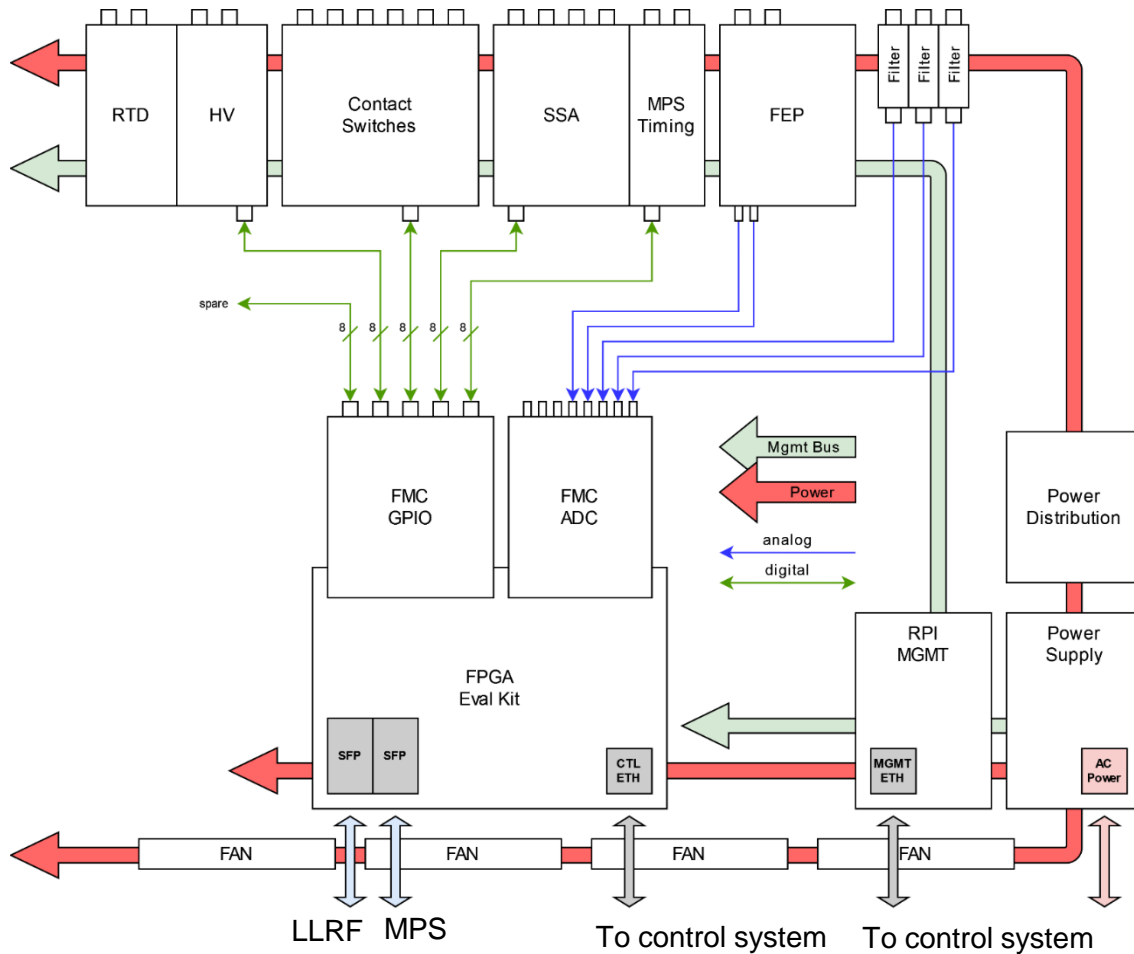 Filter
Filter
Filter
RTD
HV
Contact
Switches
SSA
MPS
Timing
FEP
spare
8
8
8
8
8
FMC
GPIO
FMC
ADC
Mgmt Bus
Power
analog
digital
Power
Distribution
RPI
MGMT
Power
Supply
FPGA
Eval Kit
SFP
SFP
CTL
ETH
MGMT
ETH
AC
Power
FAN
FAN
FAN
FAN
LLRF
MPS
To control system
To control system